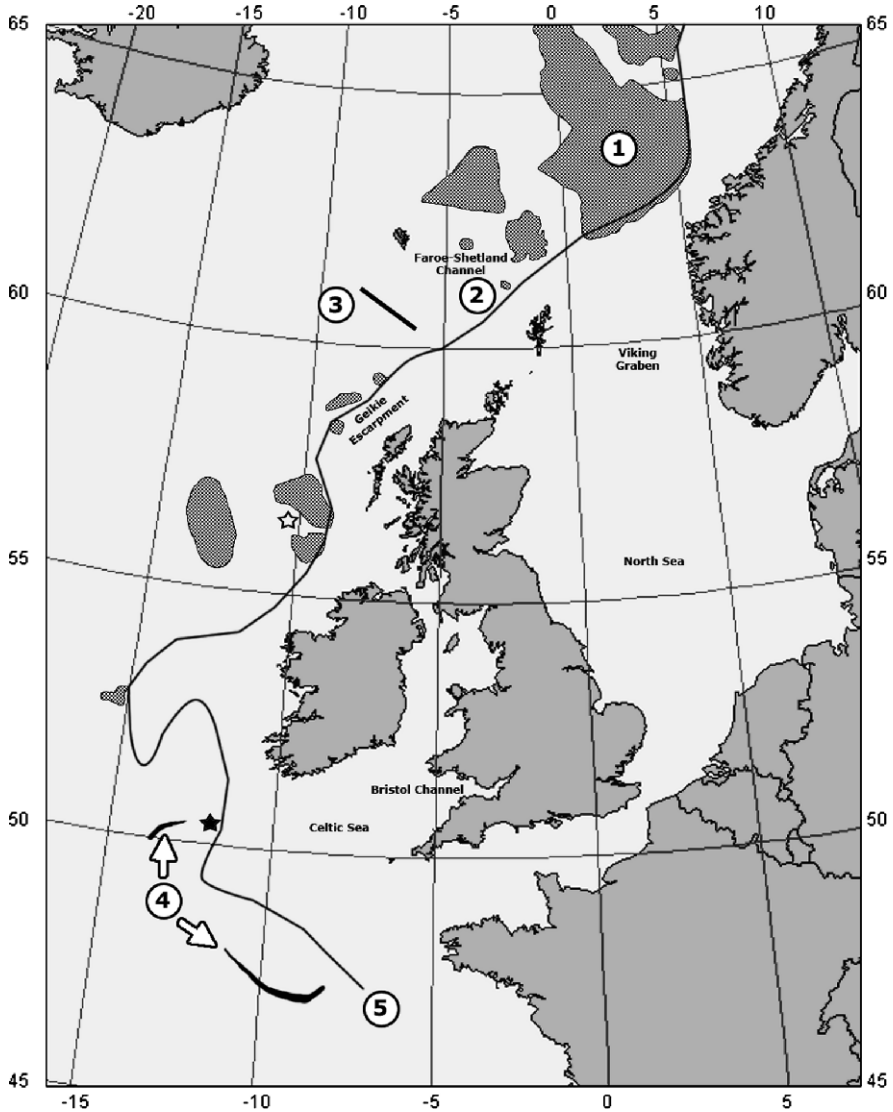 -20 -15 -10 -5 0 5 10
65 65
1
Faroe-Shetland
Channel
2
60 60
3
Viking
Graben
Geikie
Escarpment
55 55
North Sea
Bristol Channel
50 50
Celtic Sea
4
5
45 45
-15 -10 -5 0 5